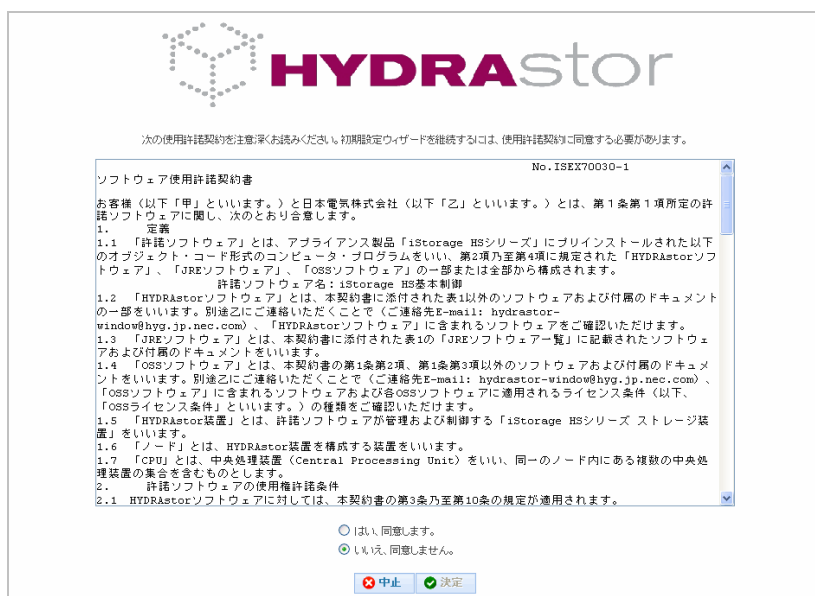 HYDRAstor
次の使用許諾契約を注意深くお読みください。初期設定ウィザードを継続するには、使用許諾契約に同意する必要があります。
No.ISEX70030-1
ソフトウェア使用許諾契約書
お客様（以下「甲」といいます。）と日本電気株式会社（以下「乙」といいます。）とは、第１条第１項所定の許
諾ソフトウェアに関し、次のとおり合意します。
1. 定義
1.1 「許諾ソフトウェア」とは、アプライアンス製品「iStorage HSシリーズ」にプリインストールされた以下
のオブジェクト・コード形式のコンピュータ・プログラムをいい、第2項乃至第4項に規定された「HYDRAstorソフ
トウェア」、「JREソフトウェア」、「OSSソフトウェア」の一部または全部から構成されます。
許諾ソフトウェア名：iStorage HS基本制御
1.2 「HYDRAstorソフトウェア」とは、本契約書に添付された表1以外のソフトウェアおよび付属のドキュメント
の一部をいいます。別途乙にご連絡いただくことで（ご連絡先E-mail: hydrastor-
window@hyg.jp.nec.com）、「HYDRAstorソフトウェア」に含まれるソフトウェアをご確認いただけます。
1.3 「JREソフトウェア」とは、本契約書に添付された表1の「JREソフトウェア一覧」に記載されたソフトウェ
アおよび付属のドキュメントをいいます。
1.4 「OSSソフトウェア」とは、本契約書の第1条第2項、第1条第3項以外のソフトウェアおよび付属のドキュメ
ントをいいます。別途乙にご連絡いただくことで（ご連絡先E-mail: hydrastor-window@hyg.jp.nec.com）、
「OSSソフトウェア」に含まれるソフトウェアおよび各OSSソフトウェアに適用されるライセンス条件（以下、
「OSSライセンス条件」といいます。）の種類をご確認いただけます。
1.5 「HYDRAstor装置」とは、許諾ソフトウェアが管理および制御する「iStorage HSシリーズ ストレージ装
置」をいいます。
1.6 「ノード」とは、HYDRAstor装置を構成する装置をいいます。
1.7 「CPU」とは、中央処理装置（Central Processing Unit）をいい、同一のノード内にある複数の中央処
理装置の集合を含むものとします。
2. 許諾ソフトウェアの使用権許諾条件
2.1 HYDRAstorソフトウェアに対しては、本契約書の第3条乃至第10条の規定が適用されます。
はい、同意します。
いいえ、同意しません。
中止 決定